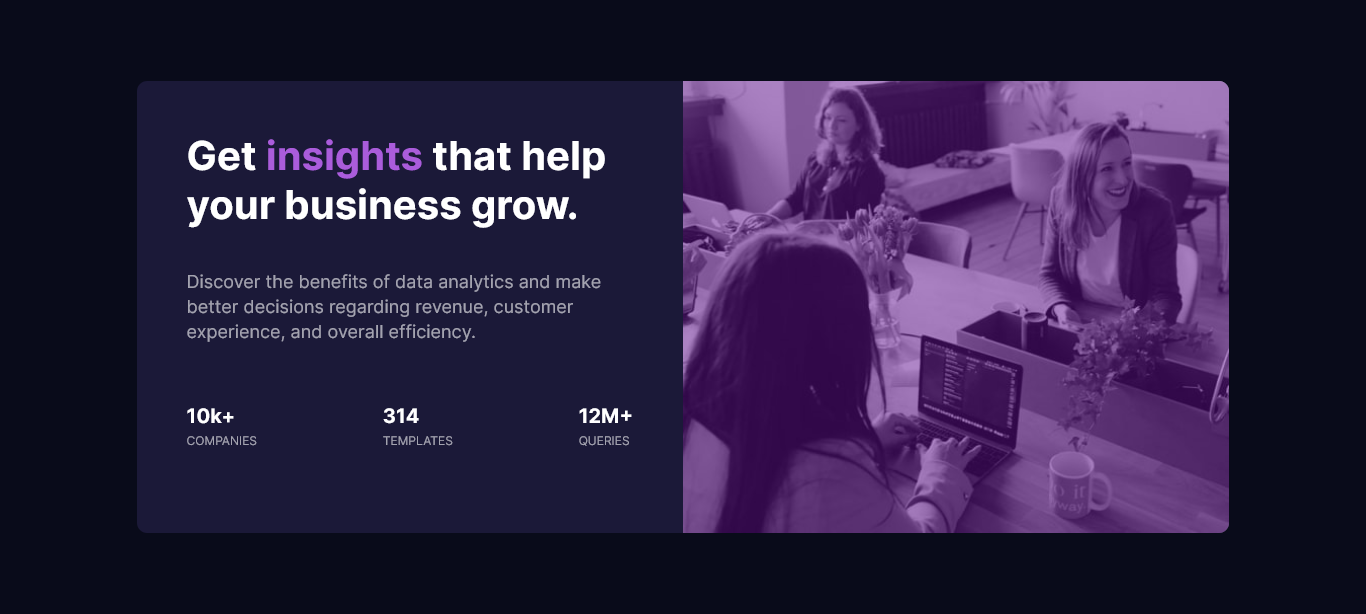 Get insights that help
your business grow.
Discover the benefits of data analytics and make
better decisions regarding revenue, customer
experience, and overall efficiency.
10k+
COMPANIES
314
TEMPLATES
12M+
QUERIES